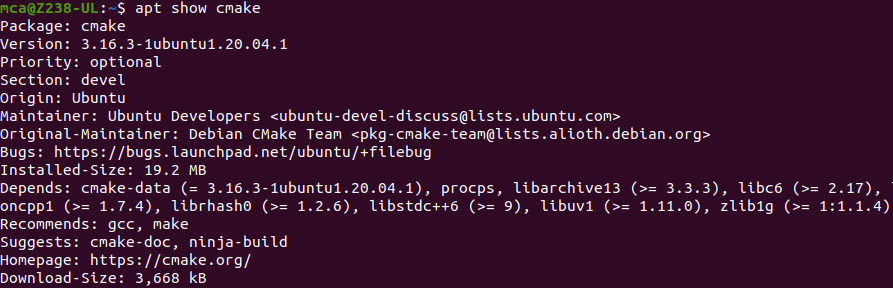 mca@Z238-UL:~$ apt show cmake
Package: cmake
Version: 3.16.3-1ubuntu1.20.04.1
Priority: optional
Section: devel
Origin: Ubuntu
Maintainer: Ubuntu Developers <ubuntu-devel-discuss@lists.ubuntu.com>
Original-Maintainer: Debian CMake Team <pkg-cmake-team@lists.alioth.debian.org>
Bugs: https://bugs.launchpad.net/ubuntu/+filebug
Installed-Size: 19.2 MB
Depends: cmake-data (= 3.16.3-1ubuntu1.20.04.1), procps, libarchive13 (>= 3.3.3), libc6 (>= 2.17),
oncpp1 (>= 1.7.4), librhash0 (>= 1.2.6), libstdc++6 (>= 9), libuv1 (>= 1.11.0), zlib1g (>= 1:1.1.4)
Recommends: gcc, make
Suggests: cmake-doc, ninja-build
Homepage: https://cmake.org/
Download-Size: 3,668 kB